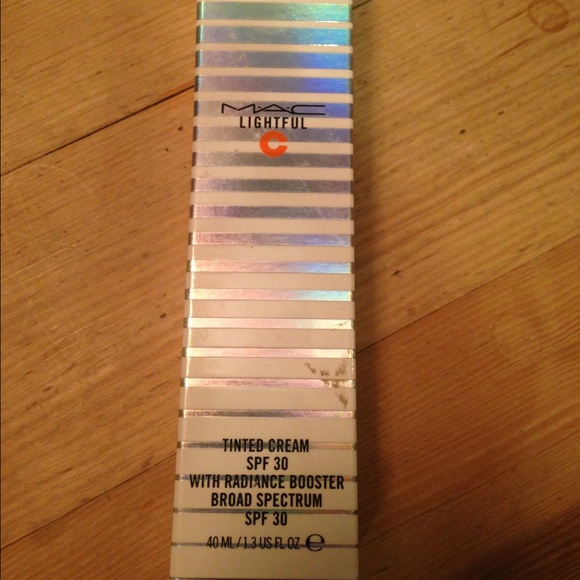 M·A·C
LIGHTFUL
C
TINTED CREAM
SPF 30
WITH RADIANCE BOOSTER
BROAD SPECTRUM
SPF 30
40 ML / 1.3 US FL OZ ℮